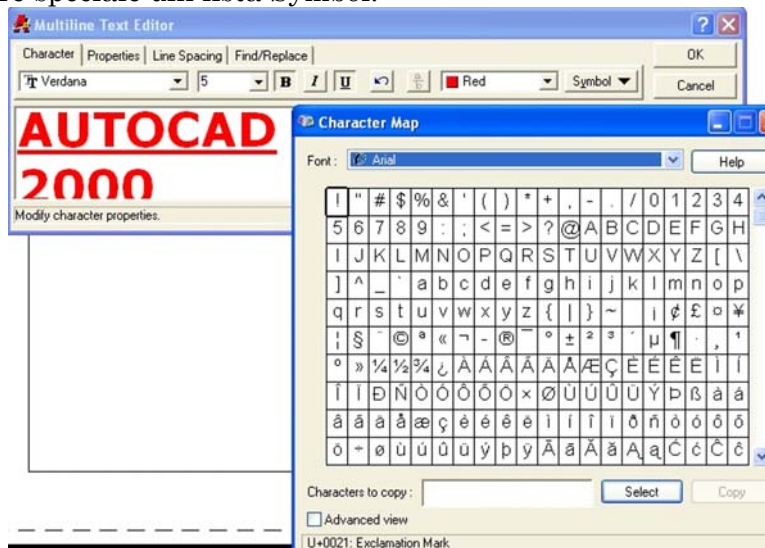 re speciale din lista Symbol.
Multiline Text Editor
Character Properties Line Spacing Find/Replace OK
Verdana 5 B I U Red Symbol Cancel
AUTOCAD
2000
Modify character properties.
Character Map
Font : Arial Help
! " # $ % & ' ( ) * + , - . / 0 1 2 3 4
5 6 7 8 9 : ; < = > ? @ A B C D E F G H
I J K L M N O P Q R S T U V W X Y Z [ \
] ^ _ ` a b c d e f g h i j k l m n o p
q r s t u v w x y z { | } ~ ¡ ¢ £ ¤ ¥
¦ § ¨ © ª « ¬ - ® ¯ ° ± ² ³ ´ µ ¶ · ¸ ¹
º » ¼ ½ ¾ ¿ À Á Â Ã Ä Å Æ Ç È É Ê Ë Ì Í
Î Ï Ð Ñ Ò Ó Ô Õ Ö × Ø Ù Ú Û Ü Ý Þ ß à á
â ã ä å æ ç è é ê ë ì í î ï ð ñ ò ó ô õ
ö ÷ ø ù ú û ü ý þ ÿ Ā ā Ă ă Ą ą Ć ć Ĉ ĉ
Characters to copy : Select Copy
Advanced view
U+0021: Exclamation Mark